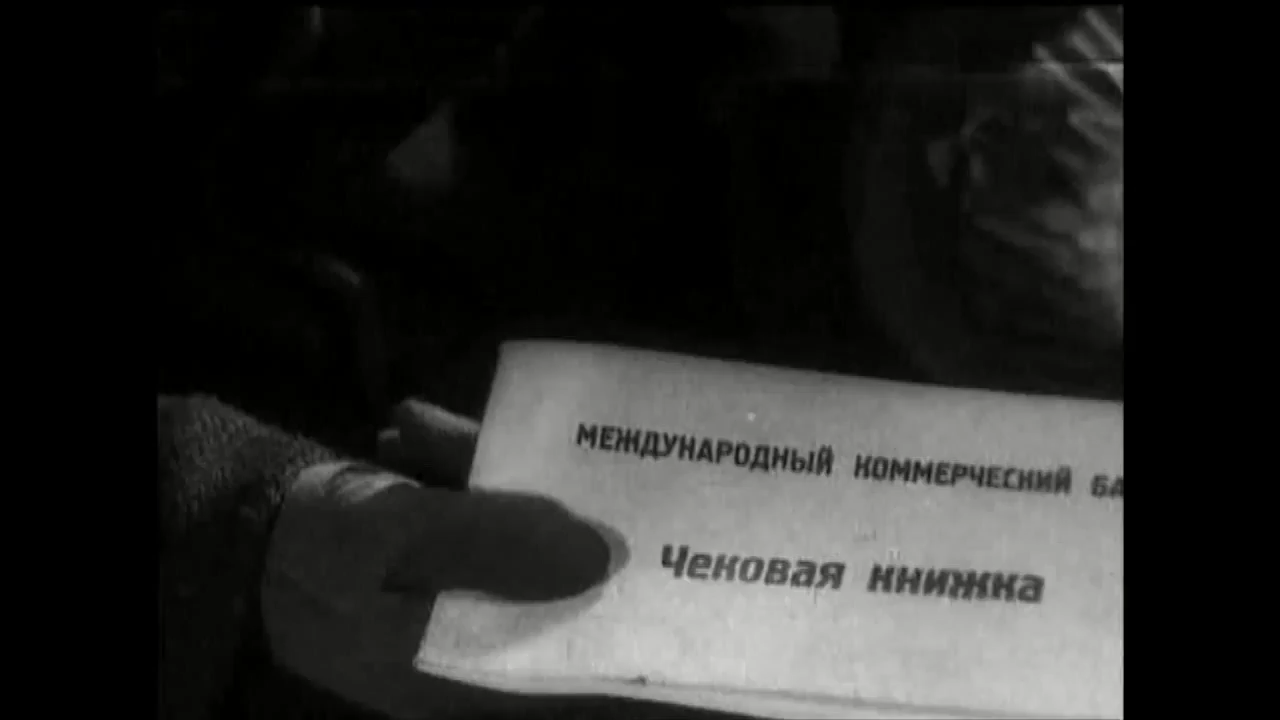 МЕЖДУНАРОДНЫЙ КОММЕРЧЕСКИЙ БА
Чековая книжка